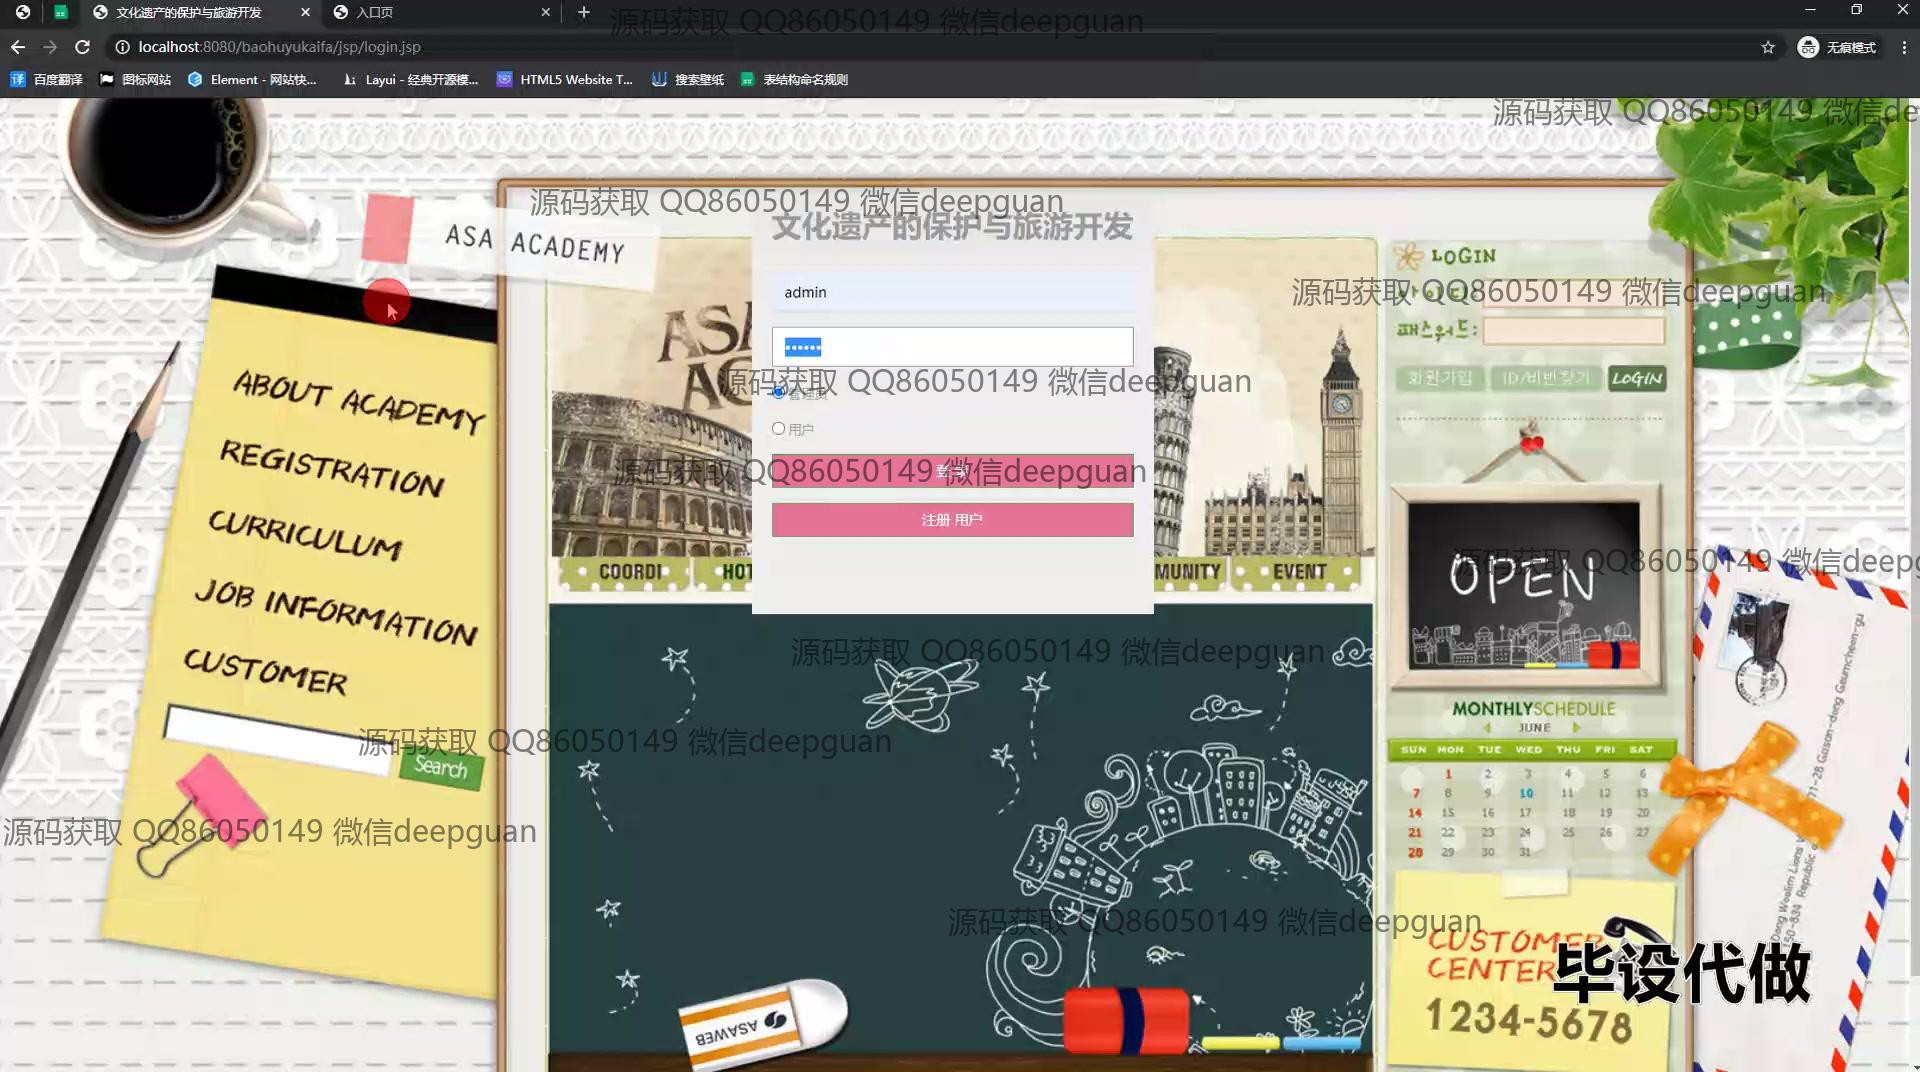 文化遗产的保护与旅游开发
入口页
源码获取 QQ86050149 微信deepguan
localhost:8080/baohuyukaifa/jsp/login.jsp
无痕模式
百度翻译
图标网站
Element - 网站快...
Layui - 经典开源模...
HTML5 Website T...
搜索壁纸
表结构命名规则
源码获取 QQ86050149 微信de
源码获取 QQ86050149 微信deepguan
文化遗产的保护与旅游开发
ASA ACADEMY
LOGIN
admin
源码获取 QQ86050149 微信deepguan
패스워드:
源码获取 QQ86050149 微信deepguan
管理员
회원가입
ID/비번찾기
LOGIN
用户
源码获取 QQ86050149 微信deepguan
登 录
注册 用户
ABOUT ACADEMY
REGISTRATION
CURRICULUM
JOB INFORMATION
CUSTOMER
Search
COORDI
HOT
MUNITY
EVENT
OPEN
源码获取 QQ86050149 微信deepg
源码获取 QQ86050149 微信deepguan
源码获取 QQ86050149 微信deepguan
源码获取 QQ86050149 微信deepguan
MONTHLYSCHEDULE
JUNE
SUN MON TUE WED THU FRI SAT
1 2 3 4 5 6
7 8 9 10 11 12 13
14 15 16 17 18 19 20
21 22 23 24 25 26 27
28 29 30 31
源码获取 QQ86050149 微信deepguan
ASAWEB
CUSTOMER
CENTER
1234-5678
毕设代做